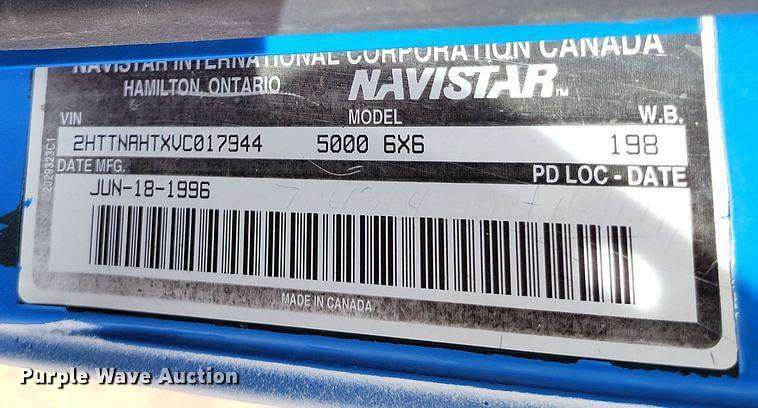 NAVISTAR INTERNATIONAL CORPORATION CANADA
HAMILTON, ONTARIO NAVISTAR TM
VIN MODEL W.B.
2HTTNAHTXVC017944 5000 6X6 198
DATE MFG. PD LOC - DATE
JUN-18-1996
MADE IN CANADA
2029323C1
Purple Wave Auction